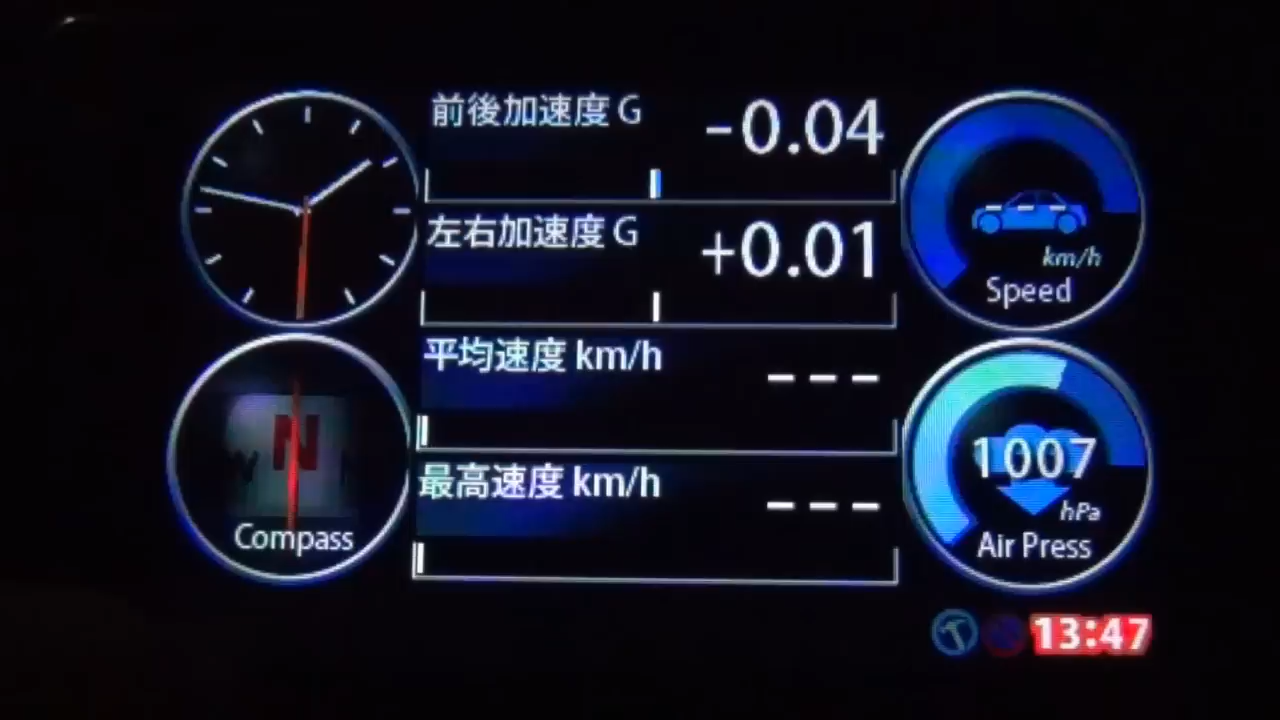 前後加速度 G
-0.04
左右加速度 G
+0.01
平均速度 km/h
---
最高速度 km/h
---
N
W
Compass
---
km/h
Speed
1007
hPa
Air Press
13:47